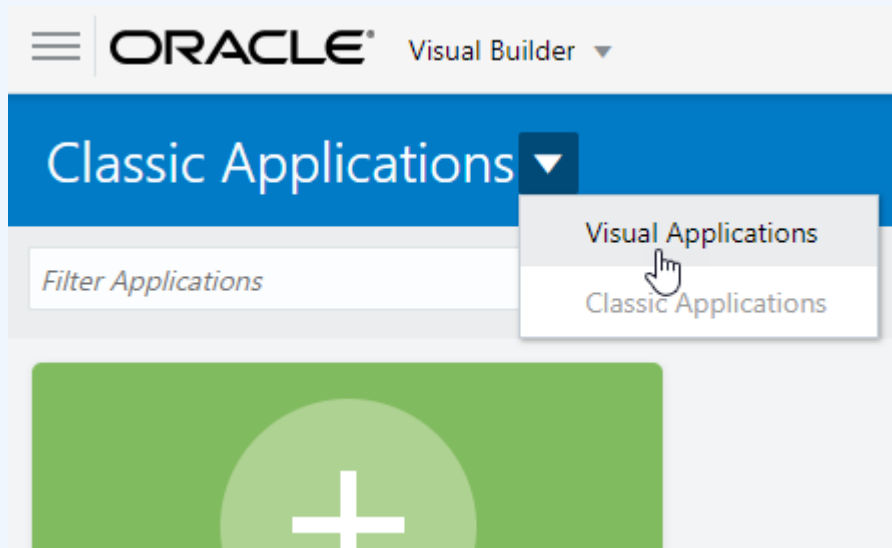 ORACLE® Visual Builder
Classic Applications
Visual Applications
Filter Applications
Classic Applications